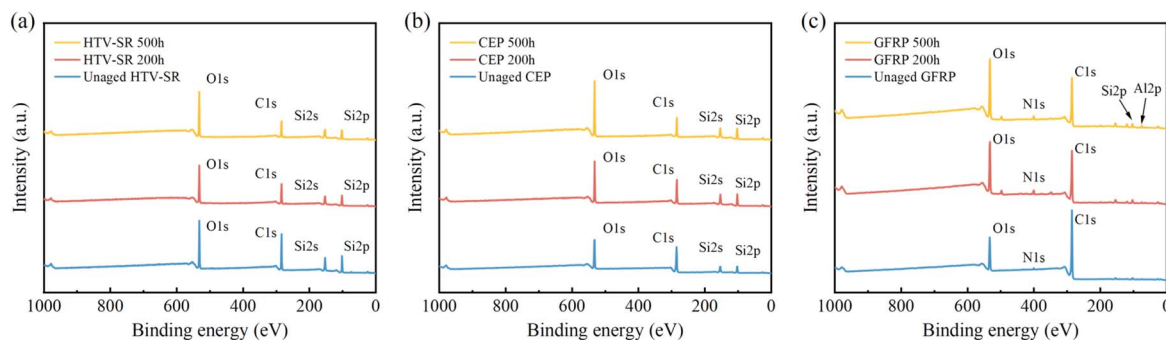 (a)
HTV-SR 500h
HTV-SR 200h
Unaged HTV-SR
O1s
C1s
Si2s
Si2p
O1s
C1s
Si2s
Si2p
O1s
C1s
Si2s
Si2p
Intensity (a.u.)
1000 800 600 400 200 0
Binding energy (eV)
(b)
CEP 500h
CEP 200h
Unaged CEP
O1s
C1s
Si2s
Si2p
O1s
C1s
Si2s
Si2p
O1s
C1s
Si2s
Si2p
Intensity (a.u.)
1000 800 600 400 200 0
Binding energy (eV)
(c)
GFRP 500h
GFRP 200h
Unaged GFRP
O1s
N1s
C1s
Si2p
Al2p
O1s
N1s
C1s
O1s
N1s
C1s
Intensity (a.u.)
1000 800 600 400 200 0
Binding energy (eV)